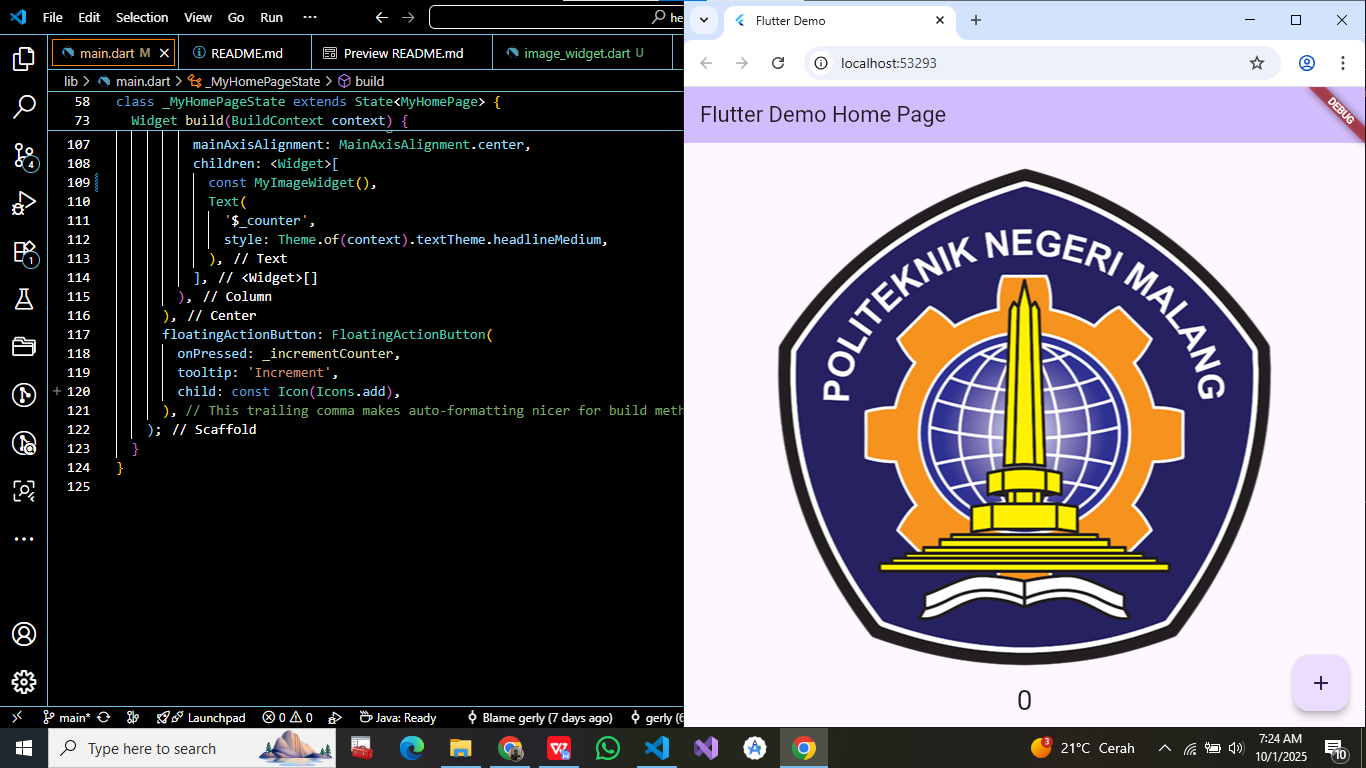 File Edit Selection View Go Run ···
he
main.dart M
README.md
Preview README.md
image_widget.dart U
lib > main.dart > _MyHomePageState > build
58 class _MyHomePageState extends State<MyHomePage> {
73 Widget build(BuildContext context) {
107 mainAxisAlignment: MainAxisAlignment.center,
108 children: <Widget>[
109 const MyImageWidget(),
110 Text(
111 '$_counter',
112 style: Theme.of(context).textTheme.headlineMedium,
113 ), // Text
114 ], // <Widget>[]
115 ), // Column
116 ), // Center
117 floatingActionButton: FloatingActionButton(
118 onPressed: _incrementCounter,
119 tooltip: 'Increment',
120 child: const Icon(Icons.add),
121 ), // This trailing comma makes auto-formatting nicer for build meth
122 ); // Scaffold
123 }
124 }
125
4
1
main* 0 0 Launchpad Java: Ready Blame gerly (7 days ago) gerly (6
Flutter Demo
localhost:53293
Flutter Demo Home Page
DEBUG
POLITEKNIK NEGERI MALANG
0
+
Type here to search
3
21°C Cerah
7:24 AM
10/1/2025
10